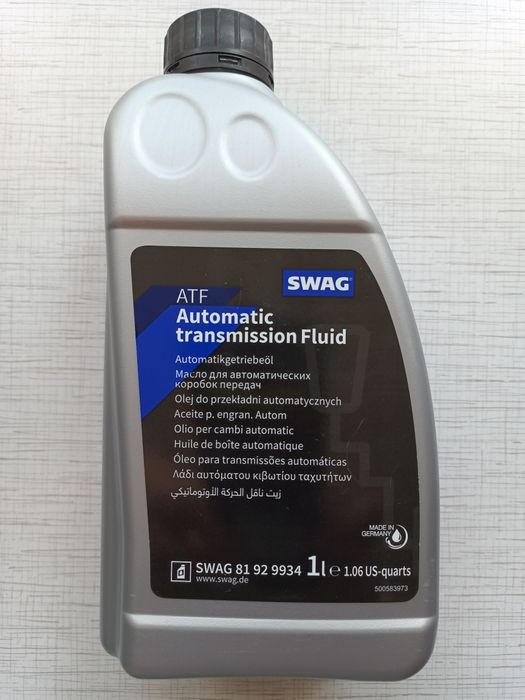 SWAG
ATF
Automatic
transmission Fluid
Automatikgetriebeöl
Масло для автоматических
коробок передач
Olej do przekładni automatycznych
Aceite p. engran. Autom
Olio per cambi automatic
Huile de boîte automatique
Óleo para transmissões automáticas
Λάδι αυτόματου κιβωτίου ταχυτήτων
زيت ناقل الحركة الأوتوماتيكي
MADE IN
GERMANY
SWAG 81 92 9934 1l ℮ 1.06 US-quarts
www.swag.de
500583973